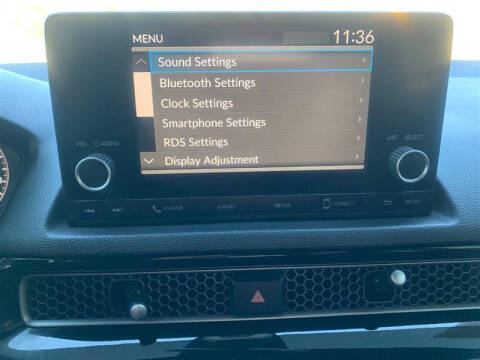 MENU 11:36
Sound Settings
Bluetooth Settings
Clock Settings
Smartphone Settings
RDS Settings
Display Adjustment
VOL AUDIO LIST SELECT
PHONE RADIO MEDIA CONNECT MENU